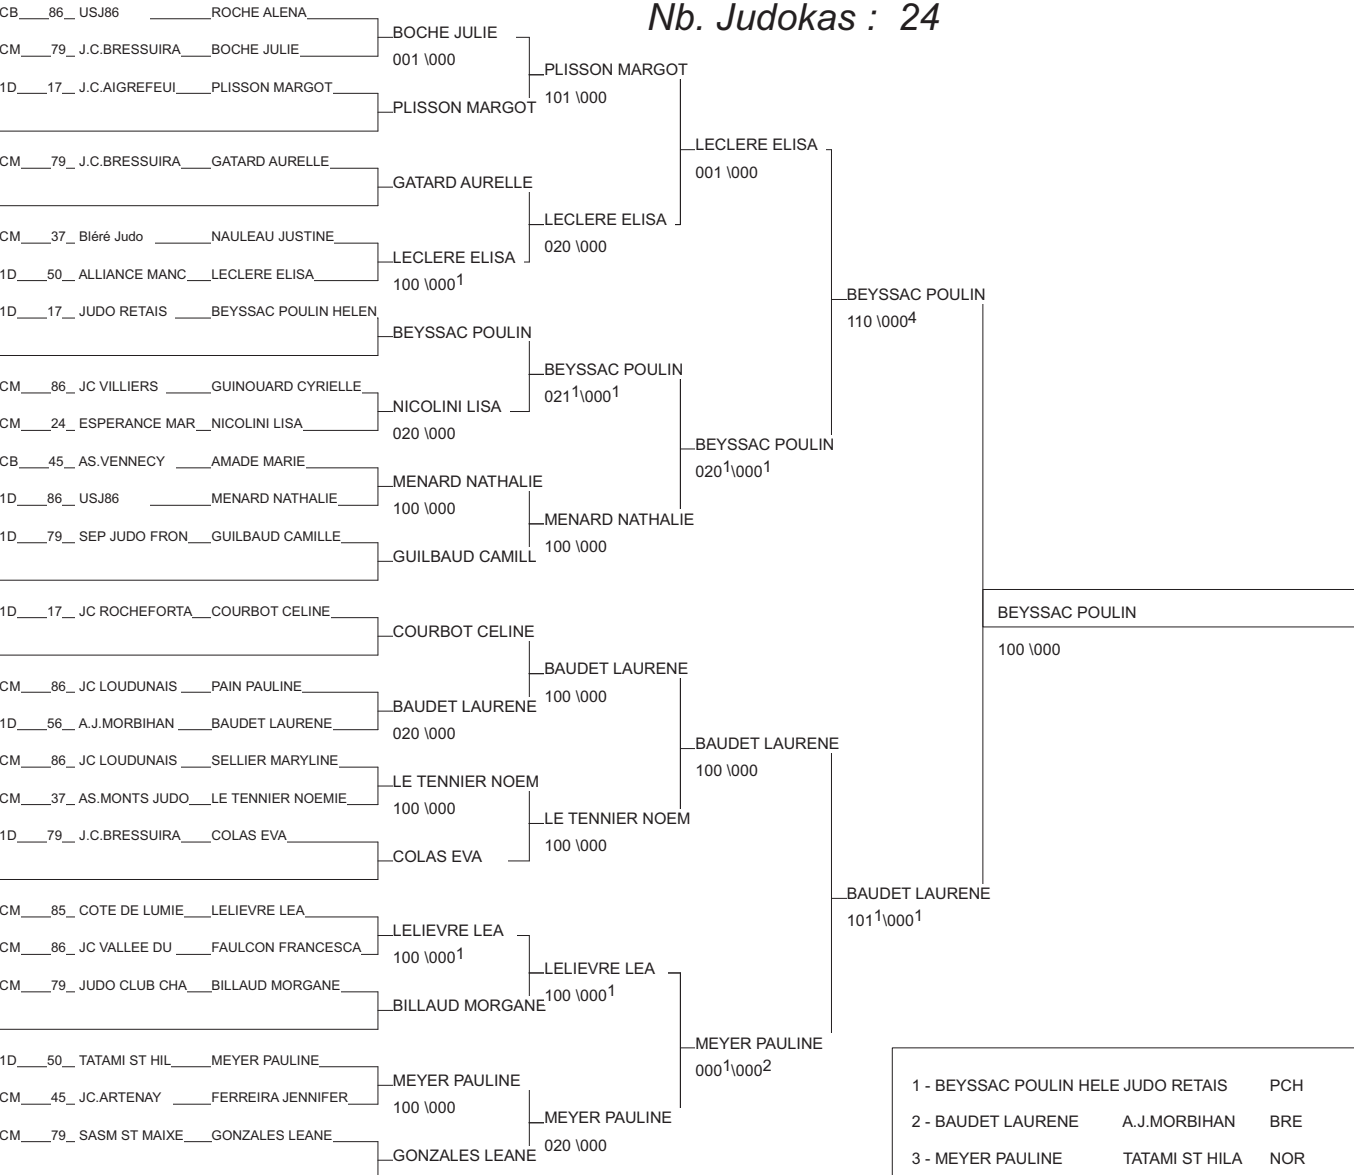 Nb. Judokas : 24
CB 86 USJ86 ROCHE ALENA
CM 79 J.C.BRESSUIRA BOCHE JULIE
1D 17 J.C.AIGREFEUI PLISSON MARGOT
CM 79 J.C.BRESSUIRA GATARD AURELLE
CM 37 Bléré Judo NAULEAU JUSTINE
1D 50 ALLIANCE MANC LECLERE ELISA
1D 17 JUDO RETAIS BEYSSAC POULIN HELEN
CM 86 JC VILLIERS GUINOUARD CYRIELLE
CM 24 ESPERANCE MAR NICOLINI LISA
CB 45 AS.VENNECY AMADE MARIE
1D 86 USJ86 MENARD NATHALIE
1D 79 SEP JUDO FRON GUILBAUD CAMILLE
1D 17 JC ROCHEFORTA COURBOT CELINE
CM 86 JC LOUDUNAIS PAIN PAULINE
1D 56 A.J.MORBIHAN BAUDET LAURENE
CM 86 JC LOUDUNAIS SELLIER MARYLINE
CM 37 AS.MONTS JUDO LE TENNIER NOEMIE
1D 79 J.C.BRESSUIRA COLAS EVA
CM 85 COTE DE LUMIE LELIEVRE LEA
CM 86 JC VALLEE DU FAULCON FRANCESCA
CM 79 JUDO CLUB CHA BILLAUD MORGANE
1D 50 TATAMI ST HIL MEYER PAULINE
CM 45 JC.ARTENAY FERREIRA JENNIFER
CM 79 SASM ST MAIXE GONZALES LEANE
BOCHE JULIE
001 \000
PLISSON MARGOT
GATARD AURELLE
LECLERE ELISA
100 \000¹
BEYSSAC POULIN
NICOLINI LISA
020 \000
MENARD NATHALIE
100 \000
GUILBAUD CAMILL
COURBOT CELINE
BAUDET LAURENE
020 \000
LE TENNIER NOEM
100 \000
COLAS EVA
LELIEVRE LEA
100 \000¹
BILLAUD MORGANE
MEYER PAULINE
100 \000
GONZALES LEANE
PLISSON MARGOT
101 \000
LECLERE ELISA
020 \000
BEYSSAC POULIN
021¹\000¹
MENARD NATHALIE
100 \000
BAUDET LAURENE
100 \000
LE TENNIER NOEM
100 \000
LELIEVRE LEA
100 \000¹
MEYER PAULINE
020 \000
LECLERE ELISA
001 \000
BEYSSAC POULIN
020¹\000¹
BAUDET LAURENE
100 \000
MEYER PAULINE
000¹\000²
BEYSSAC POULIN
110 \000⁴
BAUDET LAURENE
101¹\000¹
BEYSSAC POULIN
100 \000
1 - BEYSSAC POULIN HELE JUDO RETAIS PCH
2 - BAUDET LAURENE A.J.MORBIHAN BRE
3 - MEYER PAULINE TATAMI ST HILA NOR